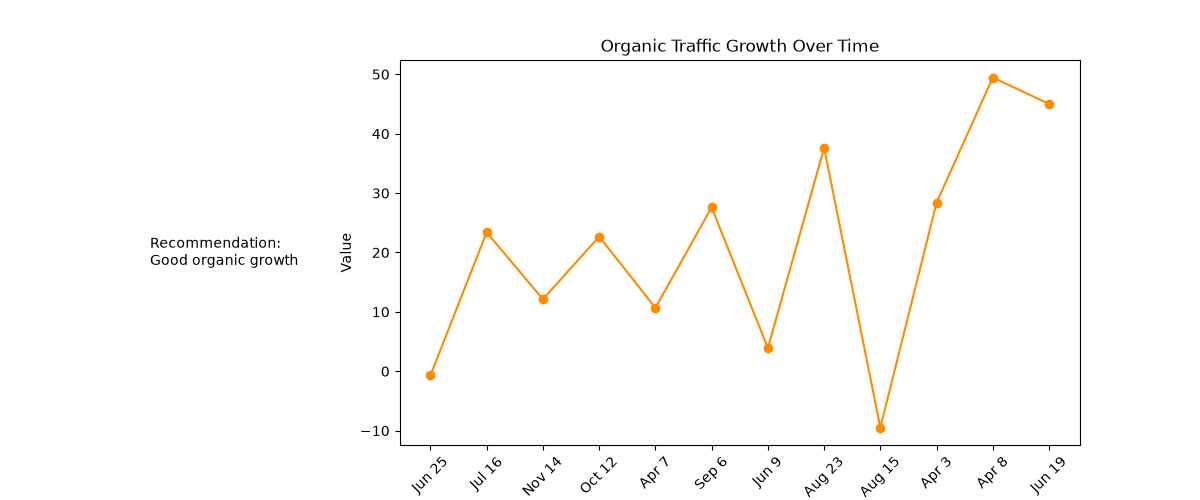 Organic Traffic Growth Over Time
Recommendation:
Good organic growth
Value
50
40
30
20
10
0
−10
Jun 25
Jul 16
Nov 14
Oct 12
Apr 7
Sep 6
Jun 9
Aug 23
Aug 15
Apr 3
Apr 8
Jun 19